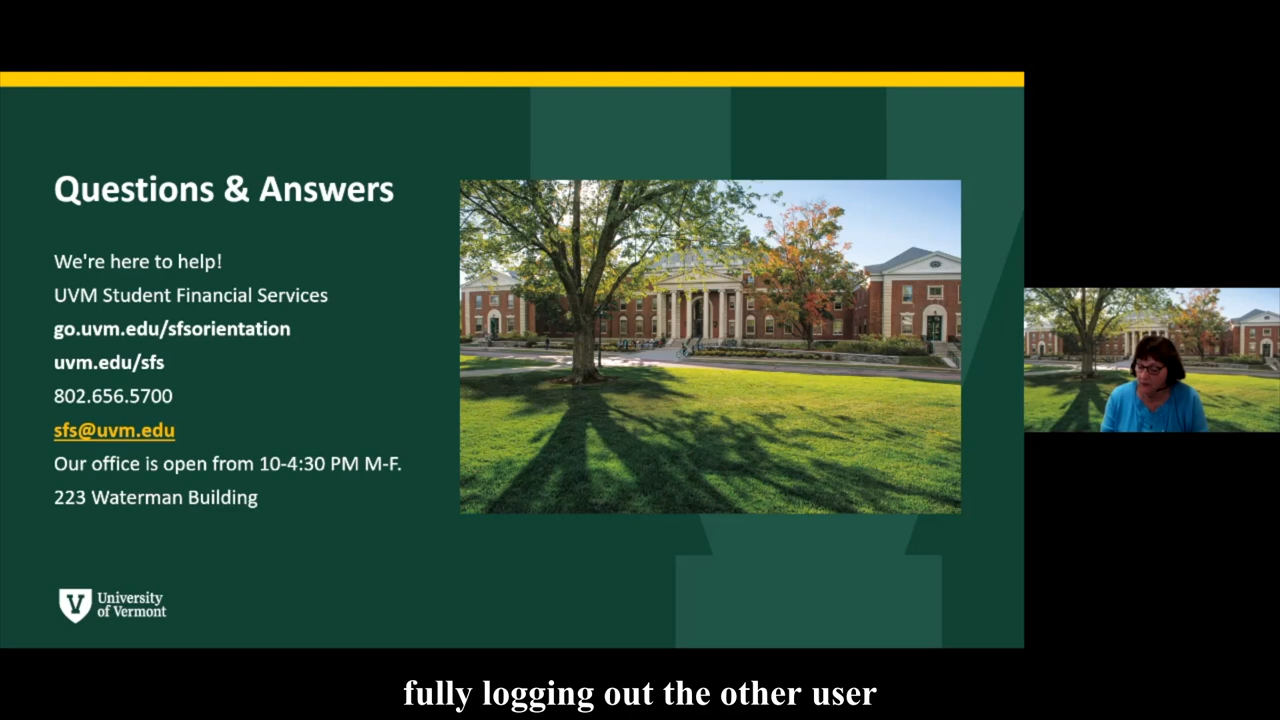 Questions & Answers
We're here to help!
UVM Student Financial Services
go.uvm.edu/sfsorientation
uvm.edu/sfs
802.656.5700
sfs@uvm.edu
Our office is open from 10-4:30 PM M-F.
223 Waterman Building
V University
of Vermont
fully logging out the other user